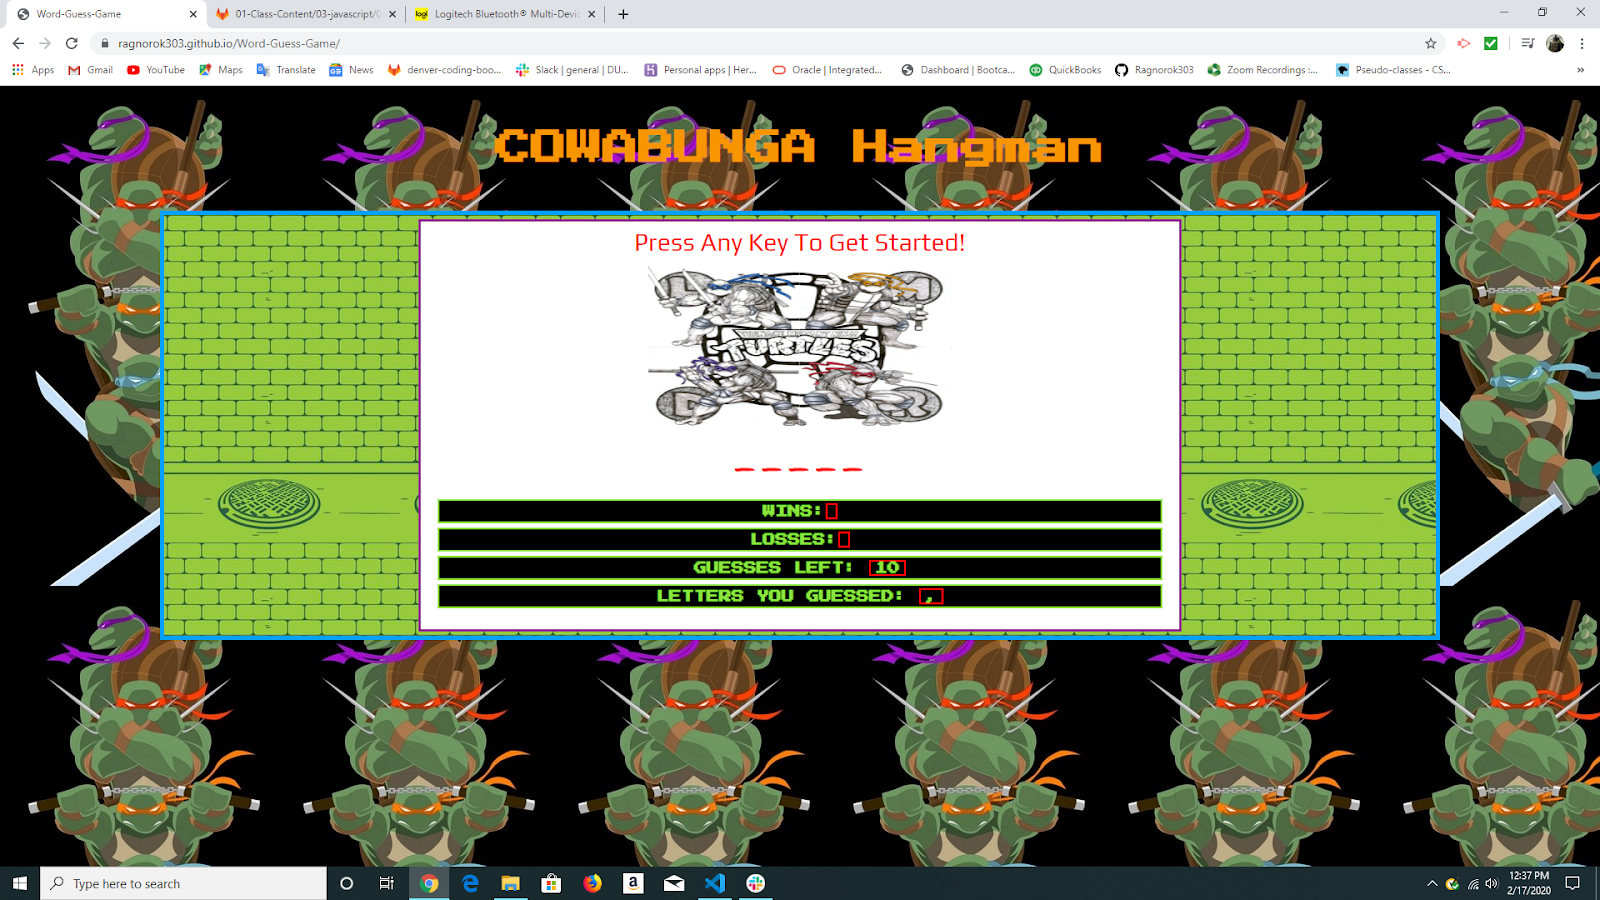 Word-Guess-Game
01-Class-Content/03-javascript/0
Logitech Bluetooth® Multi-Devic
ragnorok303.github.io/Word-Guess-Game/
Apps
Gmail
YouTube
Maps
Translate
News
denver-coding-boo...
Slack | general | DU...
Personal apps | Her...
Oracle | Integrated...
Dashboard | Bootca...
QuickBooks
Ragnorok303
Zoom Recordings :...
Pseudo-classes - CS...
»
COWABUNGA Hangman
Press Any Key To Get Started!
TURTLES
_ _ _ _ _
WINS:
LOSSES:
GUESSES LEFT: 10
LETTERS YOU GUESSED: ,
Type here to search
12:37 PM
2/17/2020